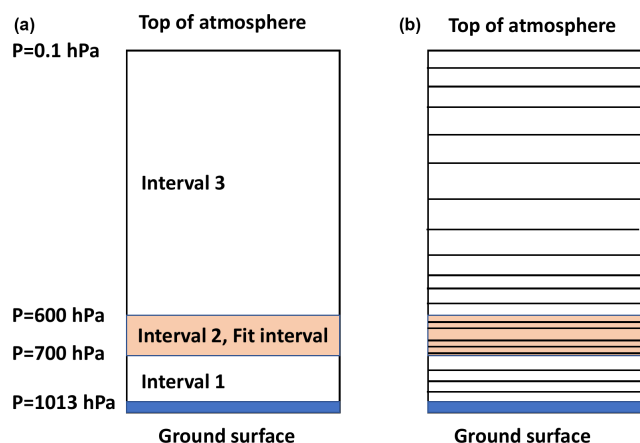 (a)
Top of atmosphere
P=0.1 hPa
Interval 3
P=600 hPa
Interval 2, Fit interval
P=700 hPa
Interval 1
P=1013 hPa
Ground surface
(b)
Top of atmosphere
Ground surface